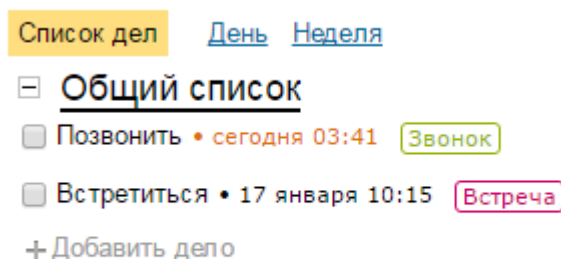 Список дел День Неделя
Общий список
Позвонить • сегодня 03:41 Звонок
Встретиться • 17 января 10:15 Встреча
+ Добавить дело